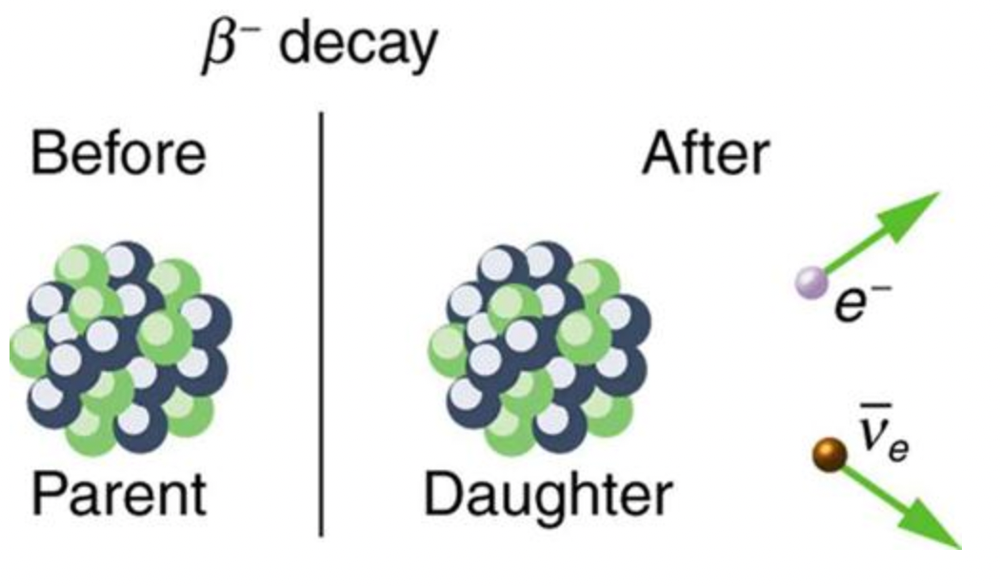 β⁻ decay
Before
After
e⁻
ν̅ₑ
Parent
Daughter